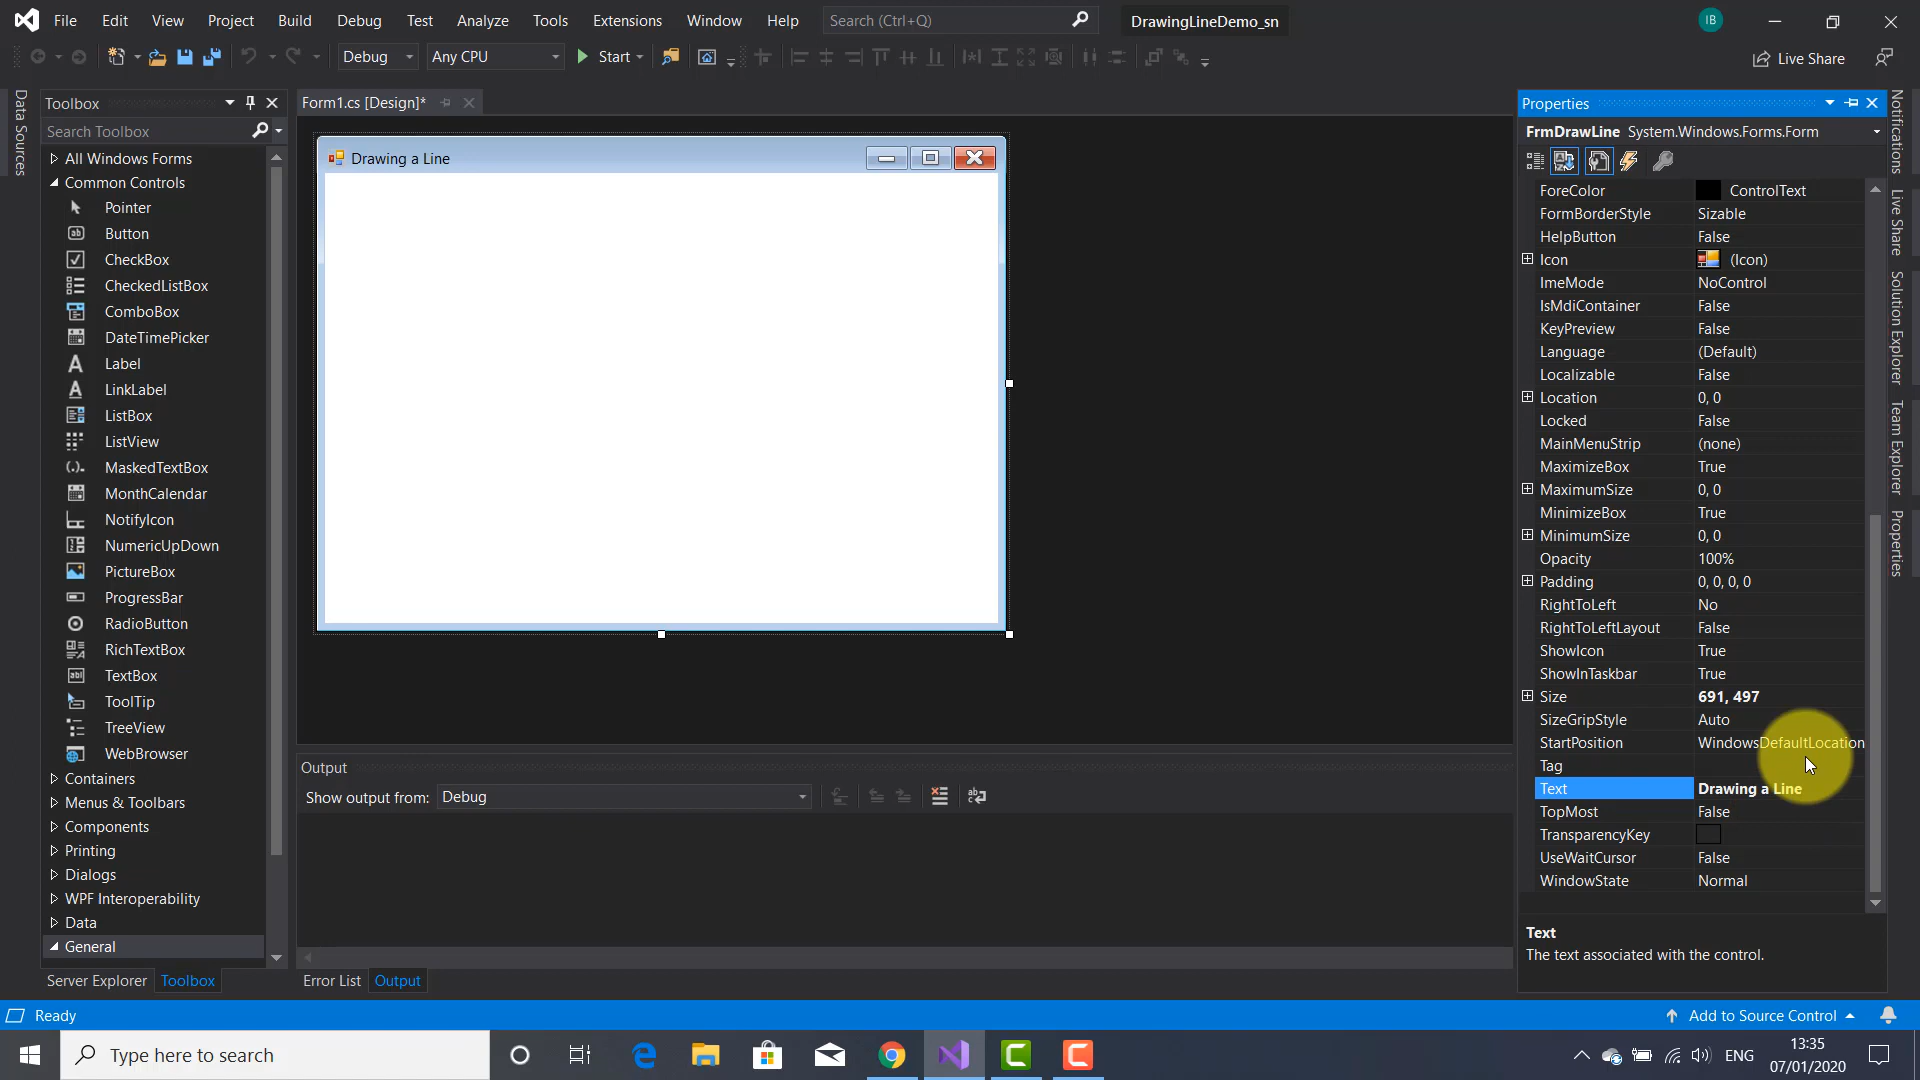 File Edit View Project Build Debug Test Analyze Tools Extensions Window Help Search (Ctrl+Q) DrawingLineDemo_sn IB
Debug Any CPU Start Live Share
Data Sources
Toolbox
Search Toolbox
All Windows Forms
Common Controls
Pointer
Button
CheckBox
CheckedListBox
ComboBox
DateTimePicker
Label
LinkLabel
ListBox
ListView
MaskedTextBox
MonthCalendar
NotifyIcon
NumericUpDown
PictureBox
ProgressBar
RadioButton
RichTextBox
TextBox
ToolTip
TreeView
WebBrowser
Containers
Menus & Toolbars
Components
Printing
Dialogs
WPF Interoperability
Data
General
Server Explorer Toolbox
Form1.cs [Design]*
Drawing a Line
Output
Show output from: Debug
Error List Output
Properties
FrmDrawLine System.Windows.Forms.Form
ForeColor ControlText
FormBorderStyle Sizable
HelpButton False
Icon (Icon)
ImeMode NoControl
IsMdiContainer False
KeyPreview False
Language (Default)
Localizable False
Location 0, 0
Locked False
MainMenuStrip (none)
MaximizeBox True
MaximumSize 0, 0
MinimizeBox True
MinimumSize 0, 0
Opacity 100%
Padding 0, 0, 0, 0
RightToLeft No
RightToLeftLayout False
ShowIcon True
ShowInTaskbar True
Size 691, 497
SizeGripStyle Auto
StartPosition WindowsDefaultLocation
Tag
Text Drawing a Line
TopMost False
TransparencyKey
UseWaitCursor False
WindowState Normal
Text
The text associated with the control.
Notifications
Live Share
Solution Explorer
Team Explorer
Properties
Ready Add to Source Control
Type here to search ENG 13:35
07/01/2020